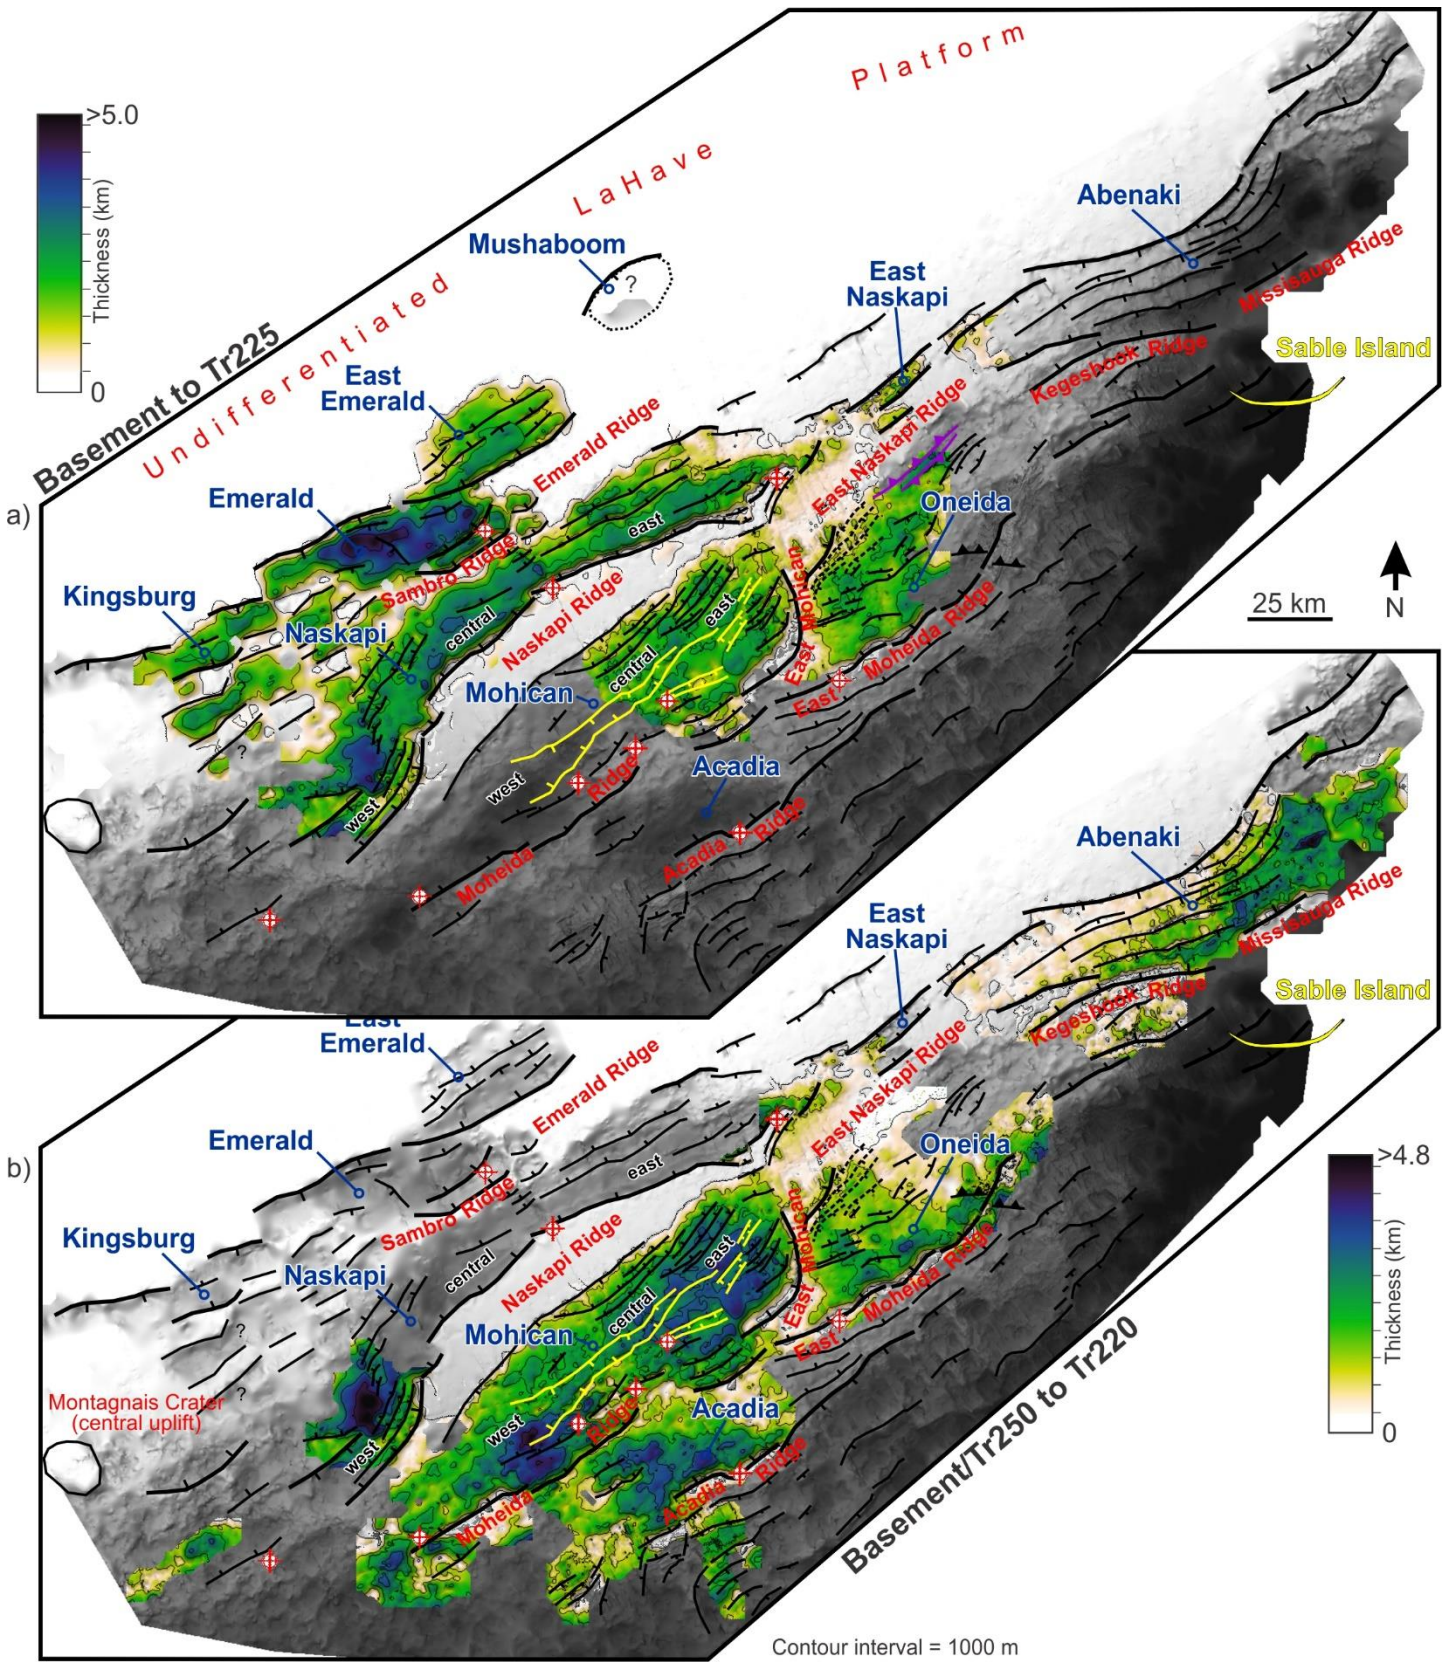 a)
>5.0
Thickness (km)
0
Basement to Tr225
Undifferentiated
LaHave
Platform
Mushaboom
?
East
Emerald
Emerald Ridge
Emerald
Kingsburg
Sambro Ridge
Naskapi
east
central
west
Naskapi Ridge
?
Mohican
east
central
west
Moheida
Ridge
Acadia
Acadia
Ridge
East
Mohican
East
Moheida Ridge
Oneida
East Naskapi Ridge
East
Naskapi
Abenaki
Missisauga Ridge
Kegeshook Ridge
Sable Island
25 km
N
b)
East
Emerald
Emerald Ridge
Emerald
Kingsburg
Sambro Ridge
Naskapi
east
central
west
Naskapi Ridge
?
?
Montagnais Crater
(central uplift)
Mohican
east
central
west
Moheida
Ridge
Acadia
Acadia
Ridge
East
Mohican
East
Moheida Ridge
Oneida
East Naskapi Ridge
East
Naskapi
Abenaki
Missisauga Ridge
Kegeshook Ridge
Sable Island
>4.8
Thickness (km)
0
Basement/Tr250 to Tr220
Contour interval = 1000 m